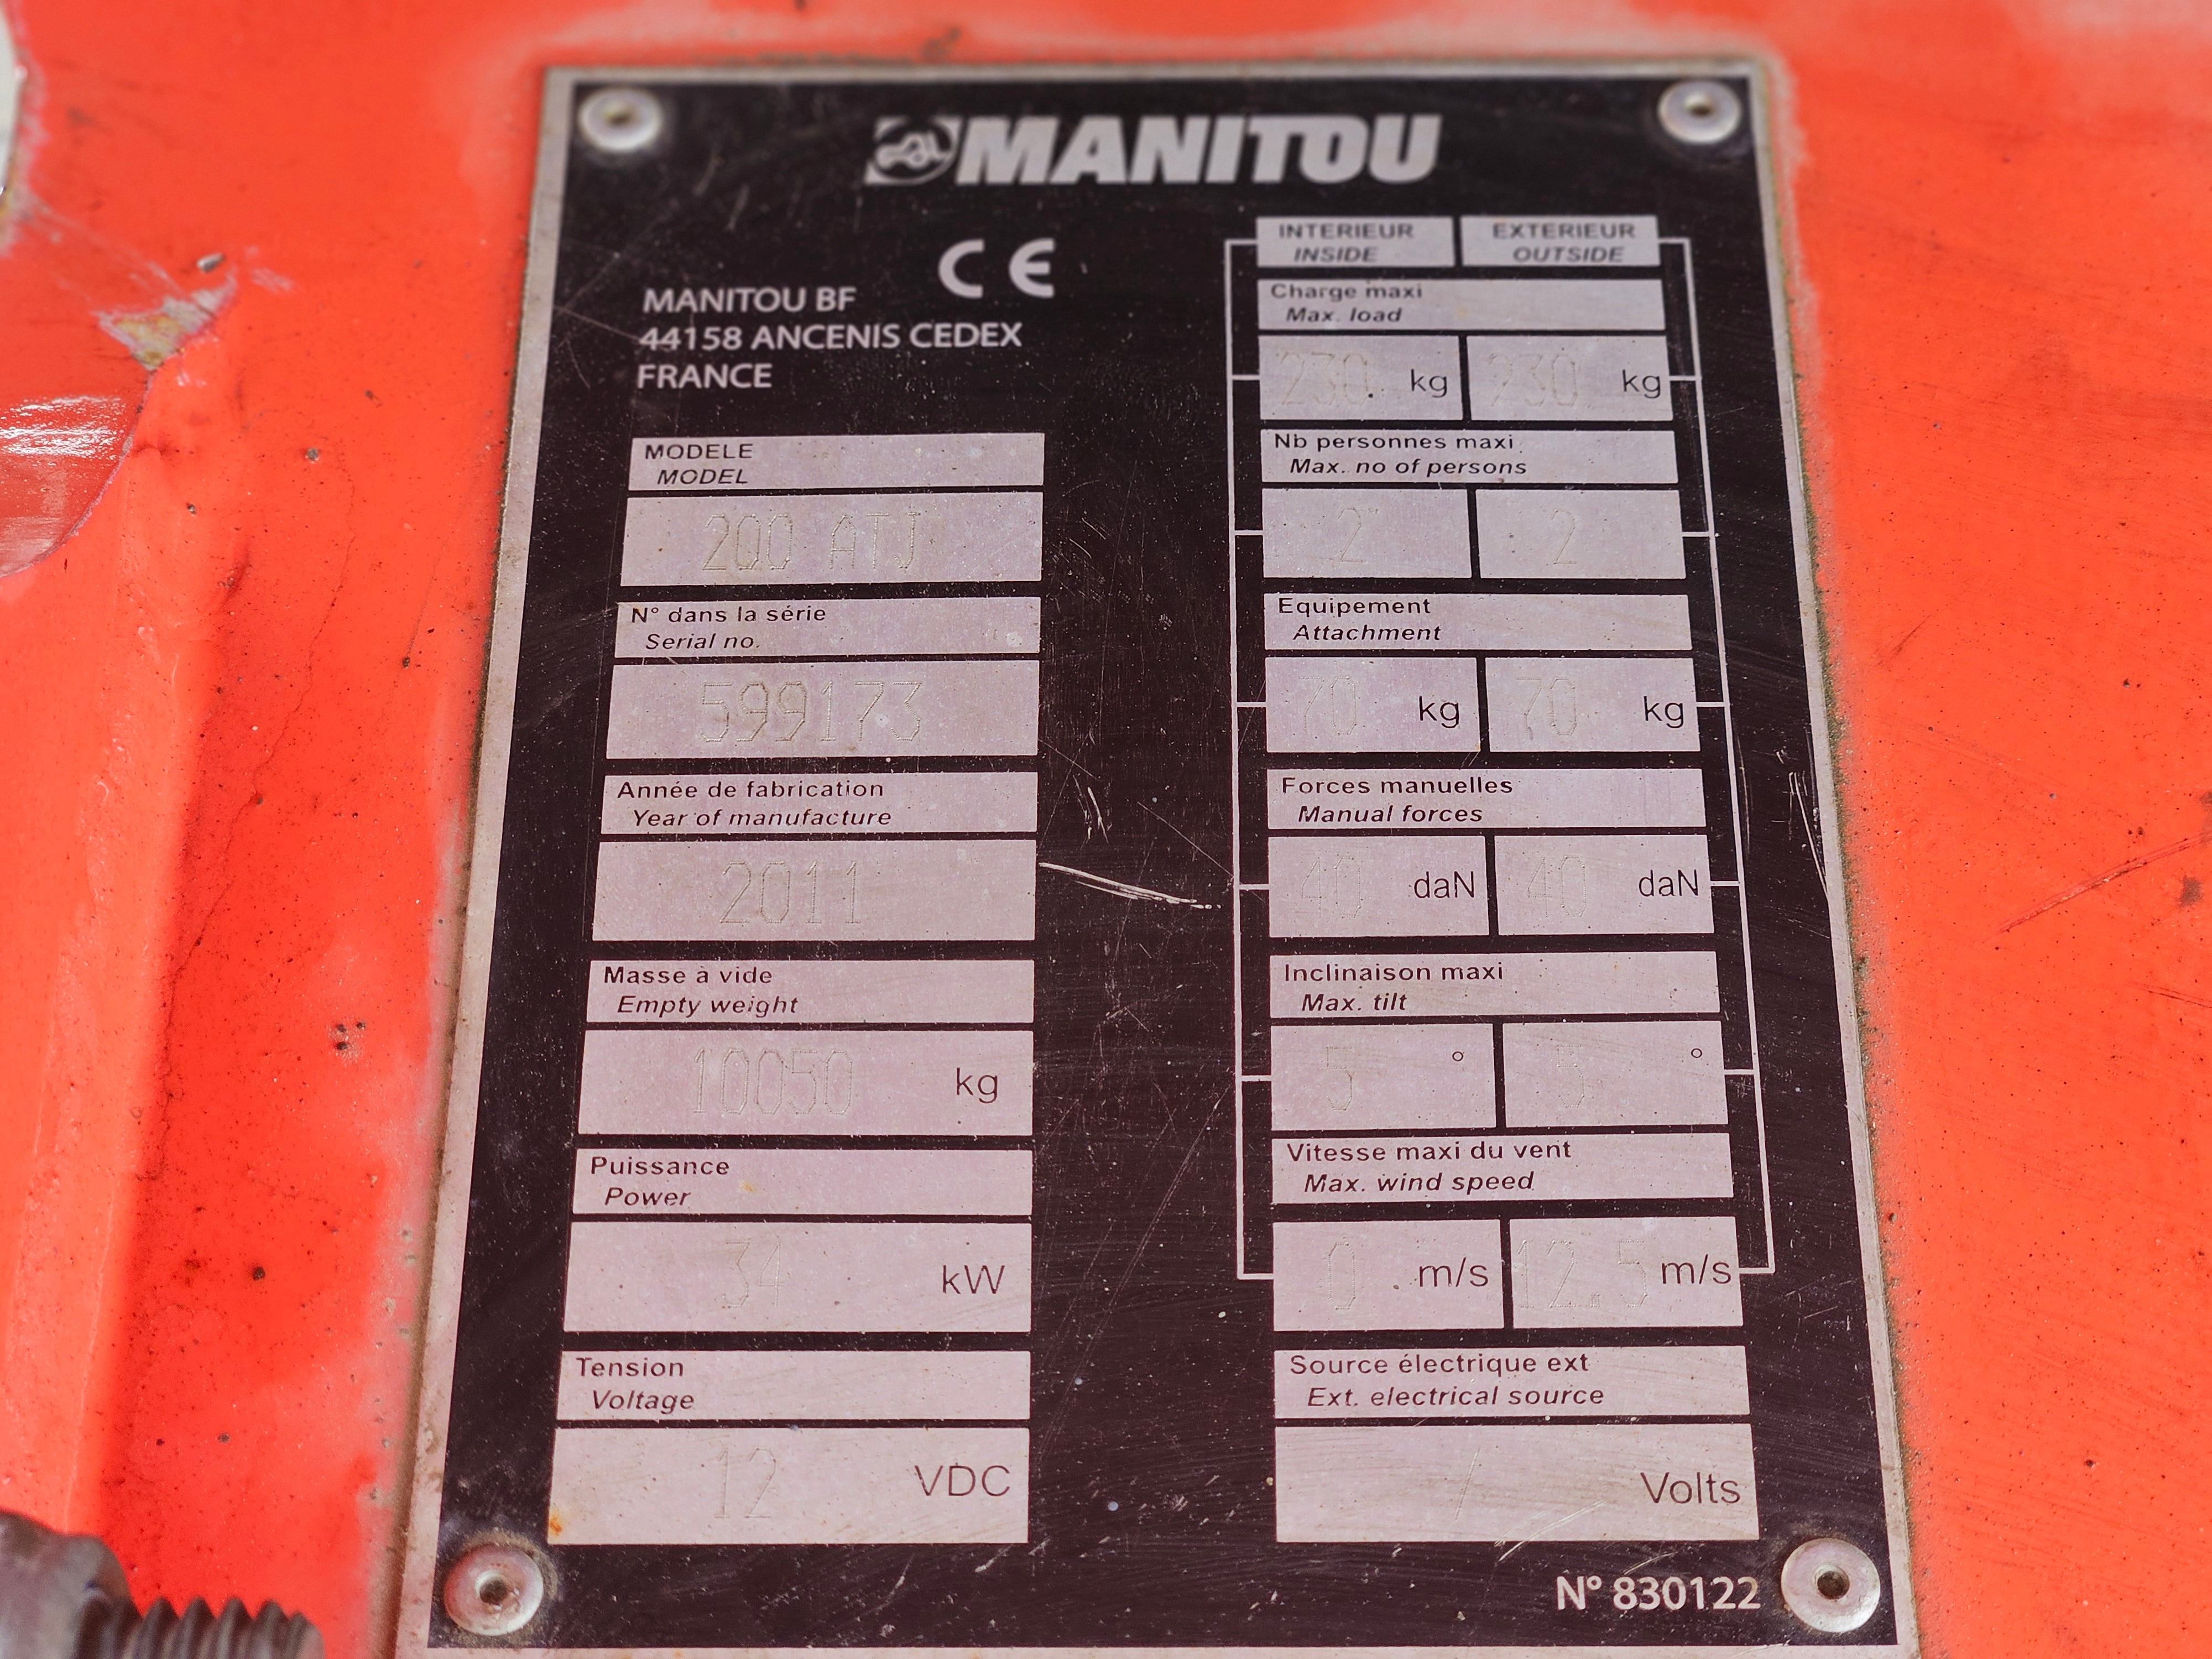 MANITOU
CE
MANITOU BF
44158 ANCENIS CEDEX
FRANCE
MODELE
MODEL
200 ATJ
N° dans la série
Serial no.
599173
Année de fabrication
Year of manufacture
2011
Masse à vide
Empty weight
10050 kg
Puissance
Power
34 kW
Tension
Voltage
12 VDC
INTERIEUR EXTERIEUR
INSIDE OUTSIDE
Charge maxi
Max. load
230 kg 230 kg
Nb personnes maxi
Max. no of persons
2 2
Equipement
Attachment
70 kg 70 kg
Forces manuelles
Manual forces
40 daN 40 daN
Inclinaison maxi
Max. tilt
5 ° 5 °
Vitesse maxi du vent
Max. wind speed
0 m/s 12.5 m/s
Source électrique ext
Ext. electrical source
/ Volts
N° 830122